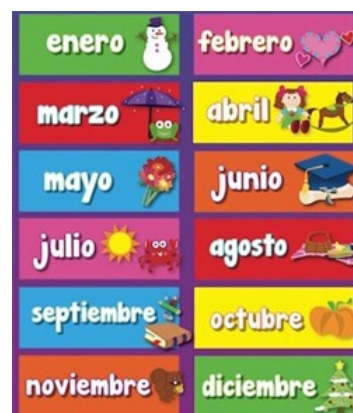 enero
febrero
marzo
abril
mayo
junio
julio
agosto
septiembre
octubre
noviembre
diciembre